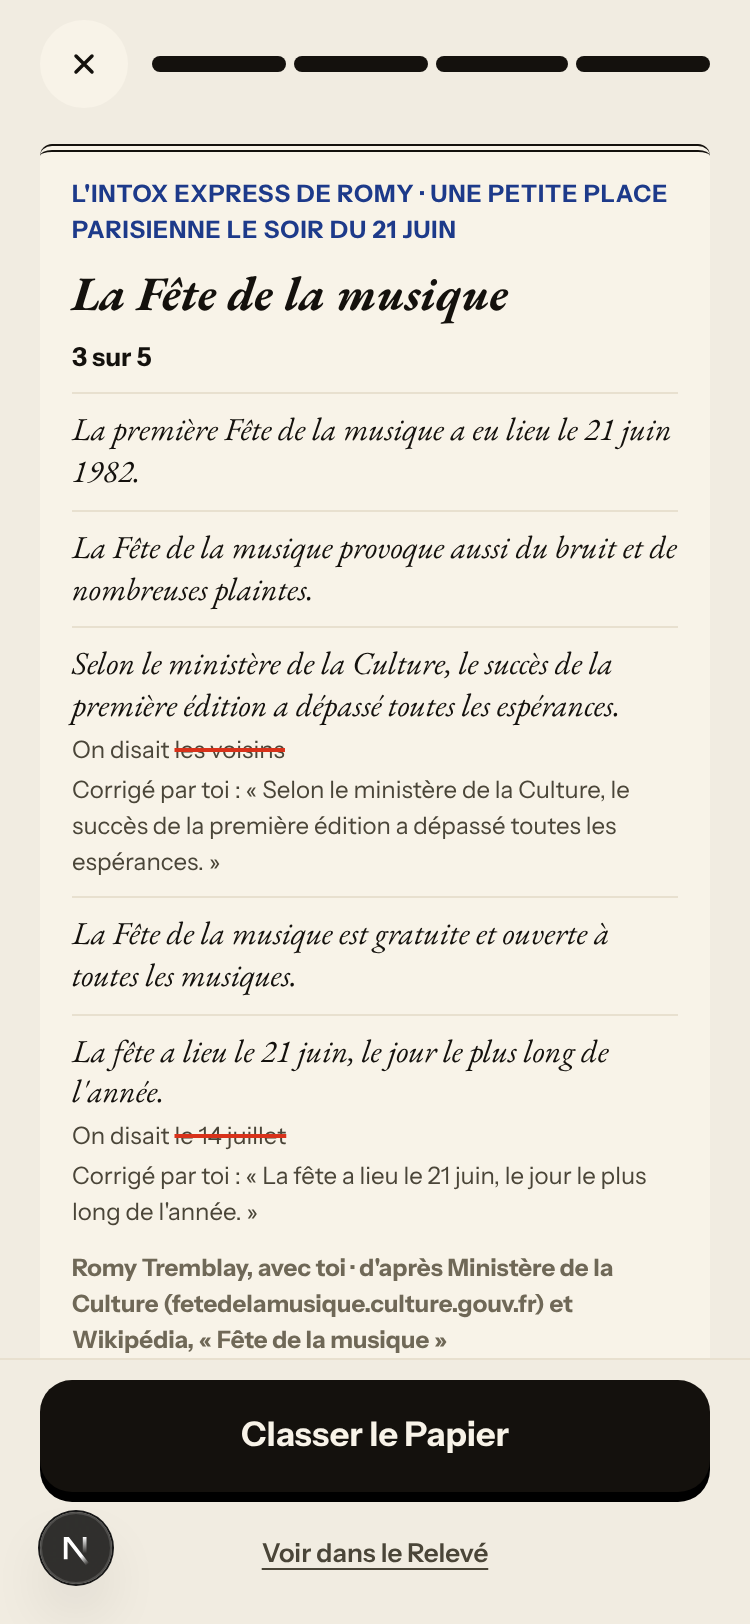 L'INTOX EXPRESS DE ROMY · UNE PETITE PLACE
PARISIENNE LE SOIR DU 21 JUIN
La Fête de la musique
3 sur 5
La première Fête de la musique a eu lieu le 21 juin
1982.
La Fête de la musique provoque aussi du bruit et de
nombreuses plaintes.
Selon le ministère de la Culture, le succès de la
première édition a dépassé toutes les espérances.
On disait les voisins
Corrigé par toi : « Selon le ministère de la Culture, le
succès de la première édition a dépassé toutes les
espérances. »
La Fête de la musique est gratuite et ouverte à
toutes les musiques.
La fête a lieu le 21 juin, le jour le plus long de
l'année.
On disait le 14 juillet
Corrigé par toi : « La fête a lieu le 21 juin, le jour le plus
long de l'année. »
Romy Tremblay, avec toi · d'après Ministère de la
Culture (fetedelamusique.culture.gouv.fr) et
Wikipédia, « Fête de la musique »
Classer le Papier
N
Voir dans le Relevé